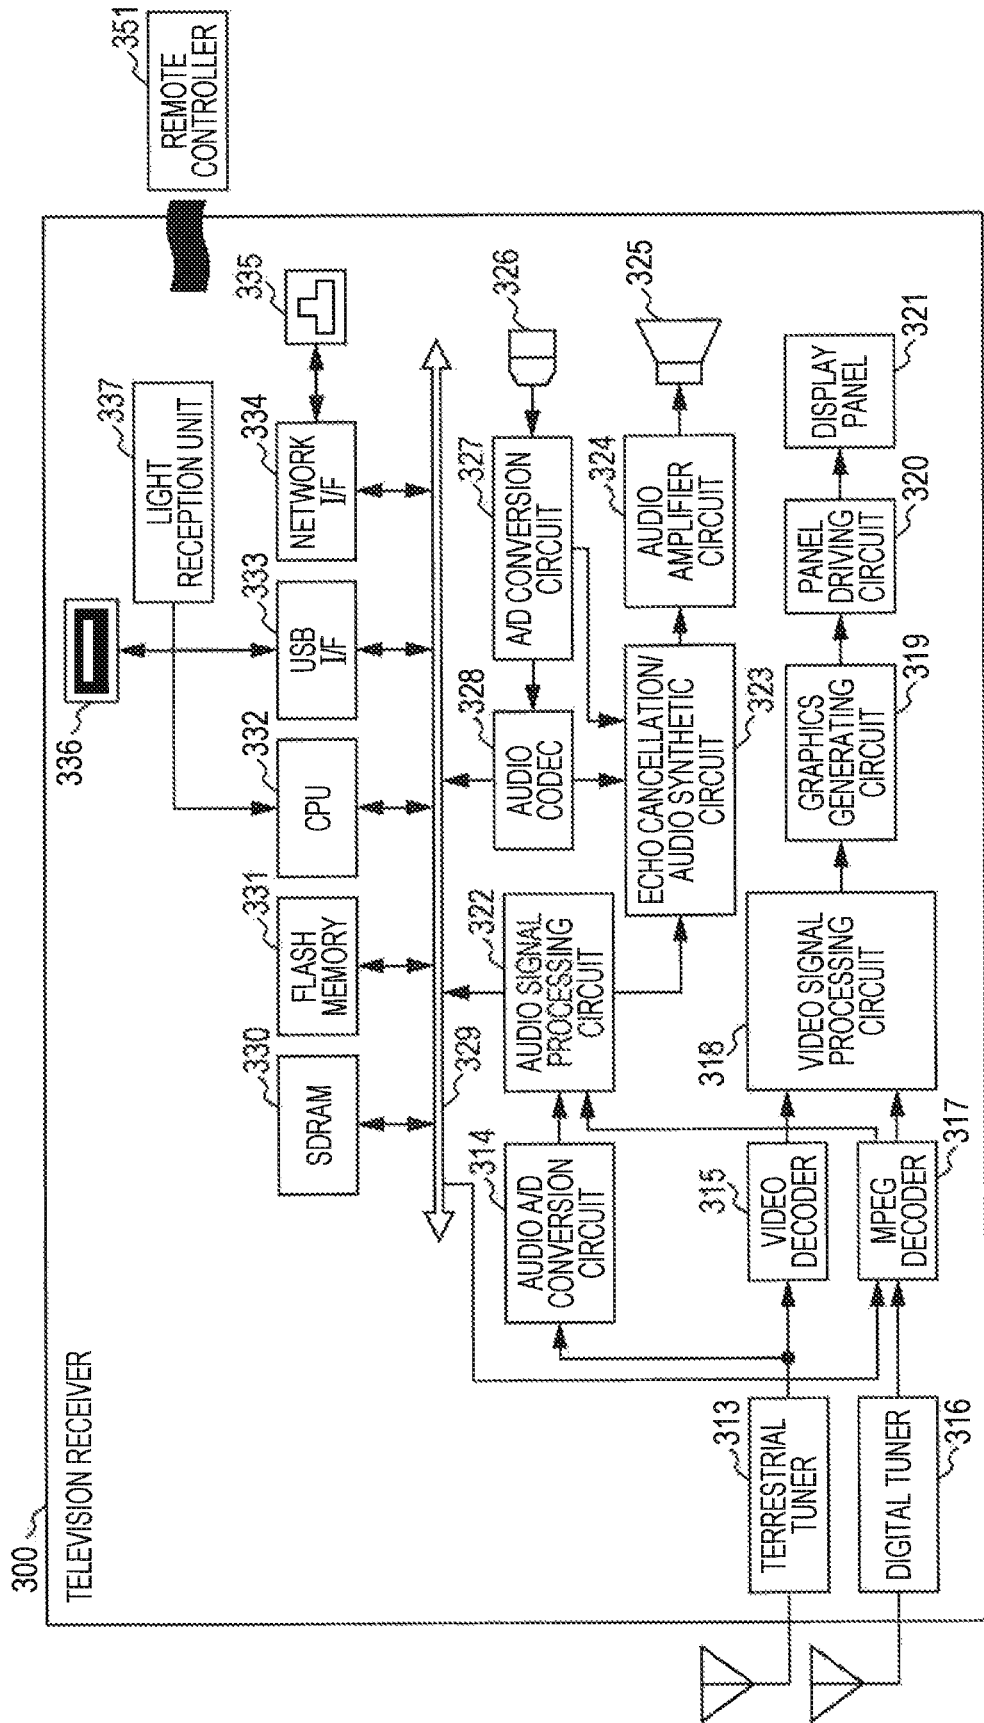 300
TELEVISION RECEIVER
351
REMOTE
CONTROLLER
336
337
LIGHT
RECEPTION UNIT
335
330
SDRAM
331
FLASH
MEMORY
332
CPU
333
USB
I/F
334
NETWORK
I/F
329
314
AUDIO A/D
CONVERSION
CIRCUIT
322
AUDIO SIGNAL
PROCESSING
CIRCUIT
328
AUDIO
CODEC
327
A/D CONVERSION
CIRCUIT
326
323
ECHO CANCELLATION/
AUDIO SYNTHETIC
CIRCUIT
324
AUDIO
AMPLIFIER
CIRCUIT
325
313
TERRESTRIAL
TUNER
315
VIDEO
DECODER
318
VIDEO SIGNAL
PROCESSING
CIRCUIT
319
GRAPHICS
GENERATING
CIRCUIT
320
PANEL
DRIVING
CIRCUIT
321
DISPLAY
PANEL
316
DIGITAL TUNER
317
MPEG
DECODER